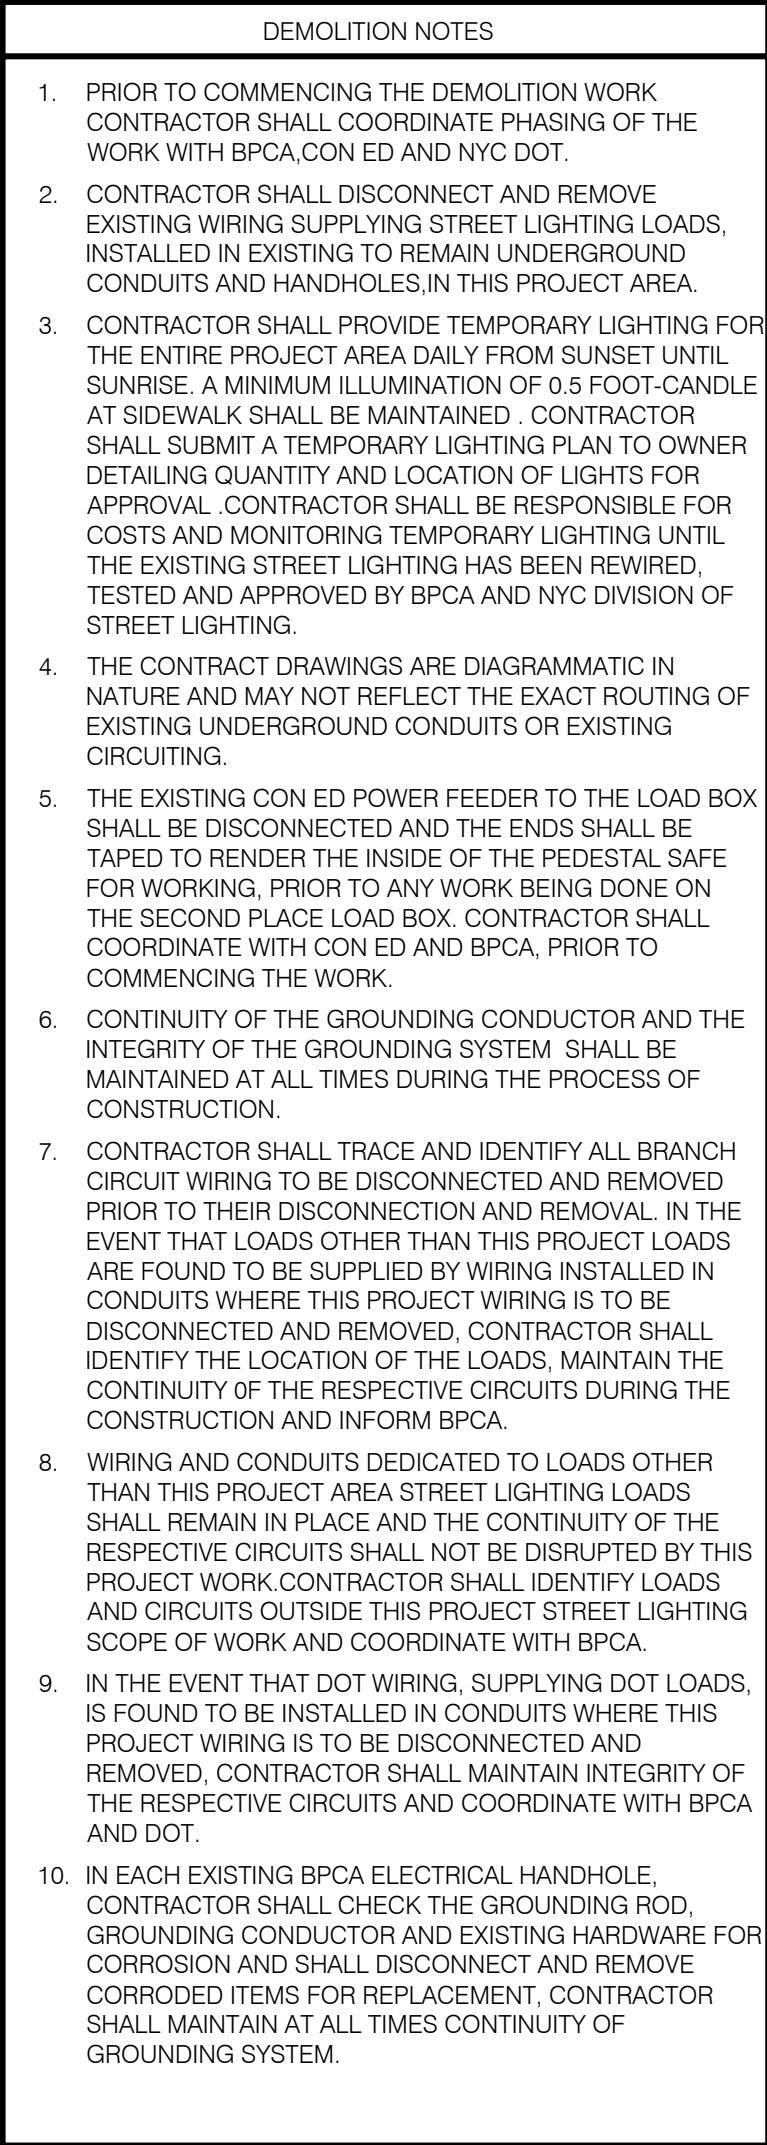 DEMOLITION NOTES
1. PRIOR TO COMMENCING THE DEMOLITION WORK
CONTRACTOR SHALL COORDINATE PHASING OF THE
WORK WITH BPCA,CON ED AND NYC DOT.
2. CONTRACTOR SHALL DISCONNECT AND REMOVE
EXISTING WIRING SUPPLYING STREET LIGHTING LOADS,
INSTALLED IN EXISTING TO REMAIN UNDERGROUND
CONDUITS AND HANDHOLES,IN THIS PROJECT AREA.
3. CONTRACTOR SHALL PROVIDE TEMPORARY LIGHTING FOR
THE ENTIRE PROJECT AREA DAILY FROM SUNSET UNTIL
SUNRISE. A MINIMUM ILLUMINATION OF 0.5 FOOT-CANDLE
AT SIDEWALK SHALL BE MAINTAINED . CONTRACTOR
SHALL SUBMIT A TEMPORARY LIGHTING PLAN TO OWNER
DETAILING QUANTITY AND LOCATION OF LIGHTS FOR
APPROVAL .CONTRACTOR SHALL BE RESPONSIBLE FOR
COSTS AND MONITORING TEMPORARY LIGHTING UNTIL
THE EXISTING STREET LIGHTING HAS BEEN REWIRED,
TESTED AND APPROVED BY BPCA AND NYC DIVISION OF
STREET LIGHTING.
4. THE CONTRACT DRAWINGS ARE DIAGRAMMATIC IN
NATURE AND MAY NOT REFLECT THE EXACT ROUTING OF
EXISTING UNDERGROUND CONDUITS OR EXISTING
CIRCUITING.
5. THE EXISTING CON ED POWER FEEDER TO THE LOAD BOX
SHALL BE DISCONNECTED AND THE ENDS SHALL BE
TAPED TO RENDER THE INSIDE OF THE PEDESTAL SAFE
FOR WORKING, PRIOR TO ANY WORK BEING DONE ON
THE SECOND PLACE LOAD BOX. CONTRACTOR SHALL
COORDINATE WITH CON ED AND BPCA, PRIOR TO
COMMENCING THE WORK.
6. CONTINUITY OF THE GROUNDING CONDUCTOR AND THE
INTEGRITY OF THE GROUNDING SYSTEM  SHALL BE
MAINTAINED AT ALL TIMES DURING THE PROCESS OF
CONSTRUCTION.
7. CONTRACTOR SHALL TRACE AND IDENTIFY ALL BRANCH
CIRCUIT WIRING TO BE DISCONNECTED AND REMOVED
PRIOR TO THEIR DISCONNECTION AND REMOVAL. IN THE
EVENT THAT LOADS OTHER THAN THIS PROJECT LOADS
ARE FOUND TO BE SUPPLIED BY WIRING INSTALLED IN
CONDUITS WHERE THIS PROJECT WIRING IS TO BE
DISCONNECTED AND REMOVED, CONTRACTOR SHALL
IDENTIFY THE LOCATION OF THE LOADS, MAINTAIN THE
CONTINUITY 0F THE RESPECTIVE CIRCUITS DURING THE
CONSTRUCTION AND INFORM BPCA.
8. WIRING AND CONDUITS DEDICATED TO LOADS OTHER
THAN THIS PROJECT AREA STREET LIGHTING LOADS
SHALL REMAIN IN PLACE AND THE CONTINUITY OF THE
RESPECTIVE CIRCUITS SHALL NOT BE DISRUPTED BY THIS
PROJECT WORK.CONTRACTOR SHALL IDENTIFY LOADS
AND CIRCUITS OUTSIDE THIS PROJECT STREET LIGHTING
SCOPE OF WORK AND COORDINATE WITH BPCA.
9. IN THE EVENT THAT DOT WIRING, SUPPLYING DOT LOADS,
IS FOUND TO BE INSTALLED IN CONDUITS WHERE THIS
PROJECT WIRING IS TO BE DISCONNECTED AND
REMOVED, CONTRACTOR SHALL MAINTAIN INTEGRITY OF
THE RESPECTIVE CIRCUITS AND COORDINATE WITH BPCA
AND DOT.
10. IN EACH EXISTING BPCA ELECTRICAL HANDHOLE,
CONTRACTOR SHALL CHECK THE GROUNDING ROD,
GROUNDING CONDUCTOR AND EXISTING HARDWARE FOR
CORROSION AND SHALL DISCONNECT AND REMOVE
CORRODED ITEMS FOR REPLACEMENT, CONTRACTOR
SHALL MAINTAIN AT ALL TIMES CONTINUITY OF
GROUNDING SYSTEM.